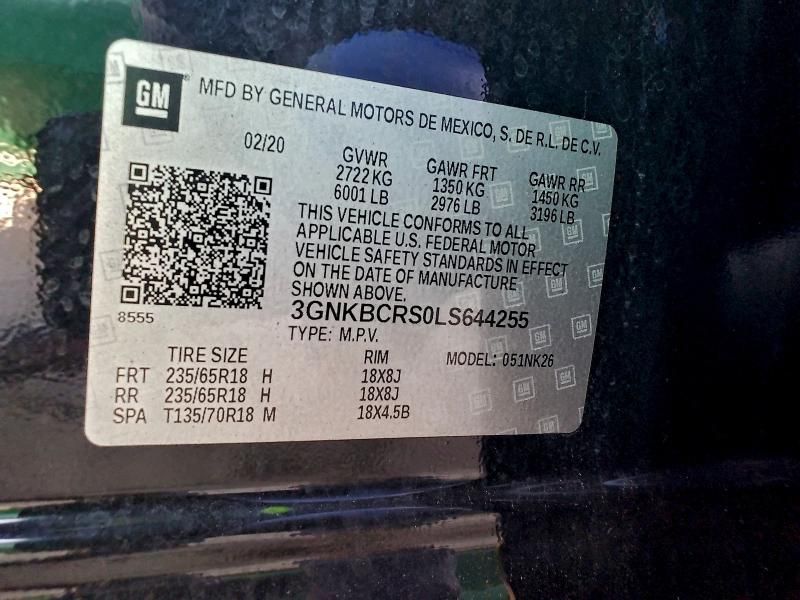 GM
MFD BY GENERAL MOTORS DE MEXICO, S. DE R.L. DE C.V.
02/20
GVWR
2722 KG
6001 LB
GAWR FRT
1350 KG
2976 LB
GAWR RR
1450 KG
3196 LB
THIS VEHICLE CONFORMS TO ALL
APPLICABLE U.S. FEDERAL MOTOR
VEHICLE SAFETY STANDARDS IN EFFECT
ON THE DATE OF MANUFACTURE
SHOWN ABOVE.
8555
3GNKBCRS0LS644255
TYPE: M.P.V.
TIRE SIZE RIM MODEL: 051NK26
FRT 235/65R18 H 18X8J
RR 235/65R18 H 18X8J
SPA T135/70R18 M 18X4.5B